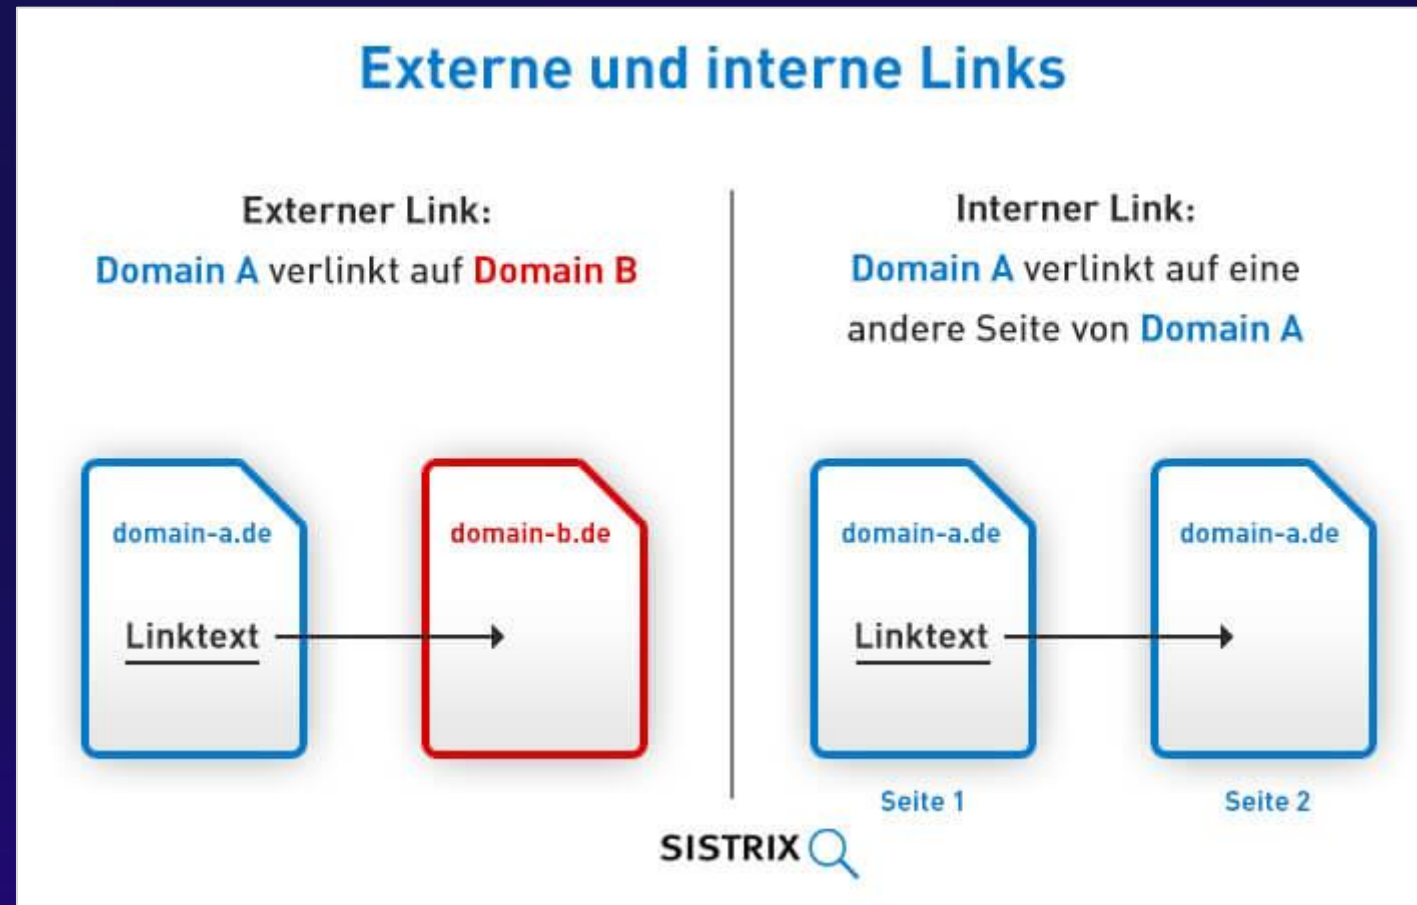 Externe und interne Links
Externer Link:
Domain A verlinkt auf Domain B
domain-a.de
Linktext
domain-b.de
Interner Link:
Domain A verlinkt auf eine
andere Seite von Domain A
domain-a.de
Linktext
Seite 1
domain-a.de
Seite 2
SISTRIX